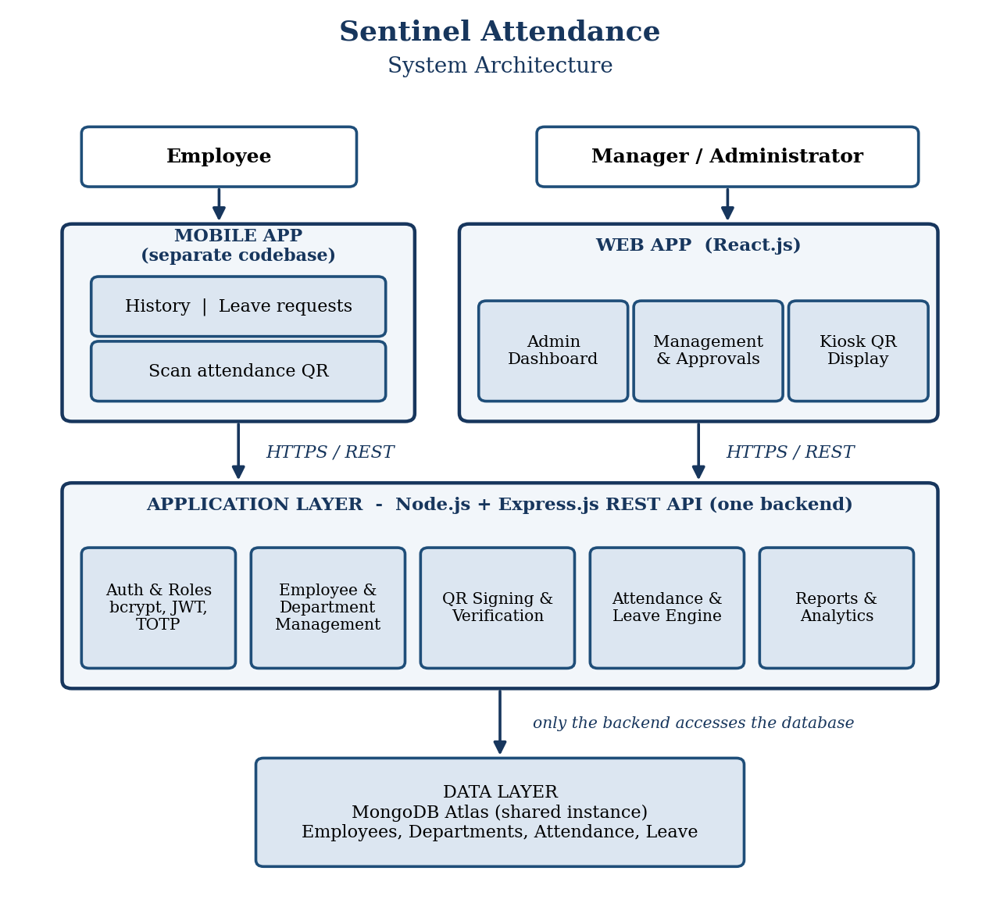 Sentinel Attendance
System Architecture
Employee
Manager / Administrator
MOBILE APP
(separate codebase)
History | Leave requests
Scan attendance QR
WEB APP (React.js)
Admin
Dashboard
Management
& Approvals
Kiosk QR
Display
HTTPS / REST
HTTPS / REST
APPLICATION LAYER - Node.js + Express.js REST API (one backend)
Auth & Roles
bcrypt, JWT,
TOTP
Employee &
Department
Management
QR Signing &
Verification
Attendance &
Leave Engine
Reports &
Analytics
only the backend accesses the database
DATA LAYER
MongoDB Atlas (shared instance)
Employees, Departments, Attendance, Leave